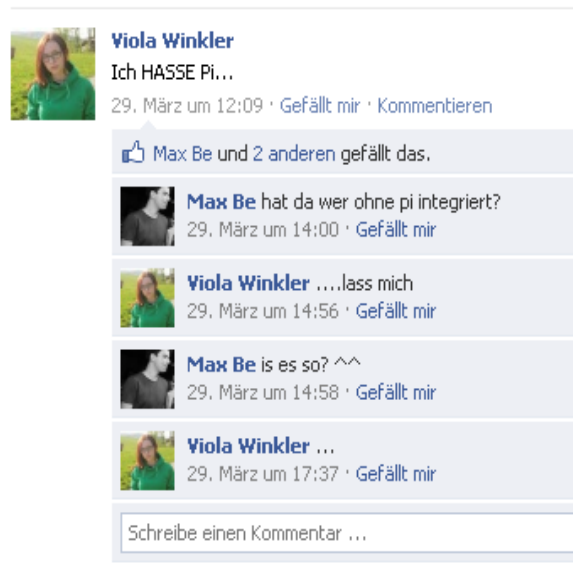 Viola Winkler
Ich HASSE Pi...
29. März um 12:09 · Gefällt mir · Kommentieren
Max Be und 2 anderen gefällt das.
Max Be hat da wer ohne pi integriert?
29. März um 14:00 · Gefällt mir
Viola Winkler ....lass mich
29. März um 14:56 · Gefällt mir
Max Be is es so? ^^
29. März um 14:58 · Gefällt mir
Viola Winkler ...
29. März um 17:37 · Gefällt mir
Schreibe einen Kommentar ...